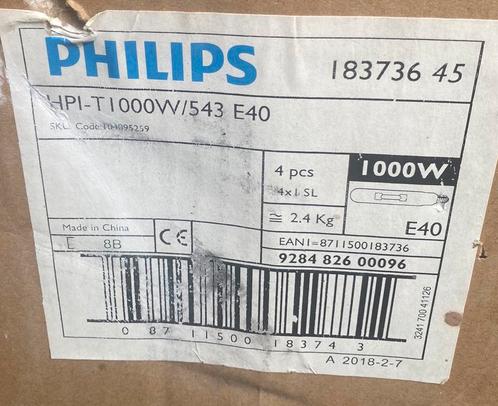 PHILIPS
183736 45
HPI-T1000W/543 E40
SKU Code:104095259
4 pcs
4x1 SL
1000W
≅ 2.4 Kg
E40
Made in China
E 8B
CE
EAN1=8711500183736
9284 826 00096
0 87 11500 18374 3
A 2018-2-7
3241 700 41126